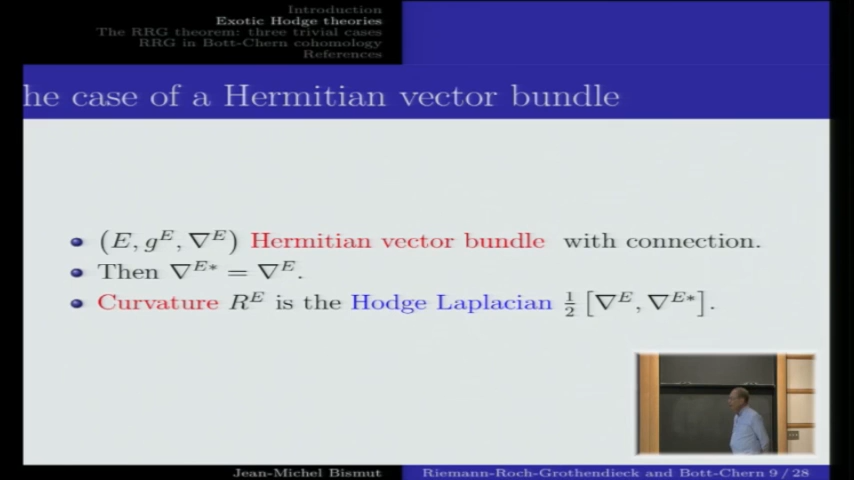 Introduction
Exotic Hodge theories
The RRG theorem: three trivial cases
RRG in Bott-Chern cohomology
References
he case of a Hermitian vector bundle
(E, g^E, ∇^E) Hermitian vector bundle with connection.
Then ∇^{E*} = ∇^E.
Curvature R^E is the Hodge Laplacian ½ [∇^E, ∇^{E*}].
Jean-Michel Bismut Riemann-Roch-Grothendieck and Bott-Chern 9 / 28